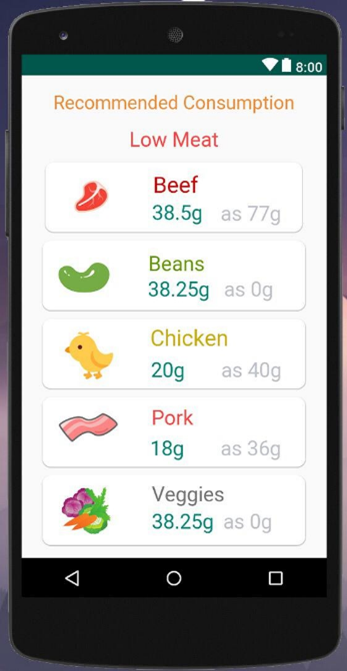 8:00
Recommended Consumption
Low Meat
Beef
38.5g as 77g
Beans
38.25g as 0g
Chicken
20g as 40g
Pork
18g as 36g
Veggies
38.25g as 0g